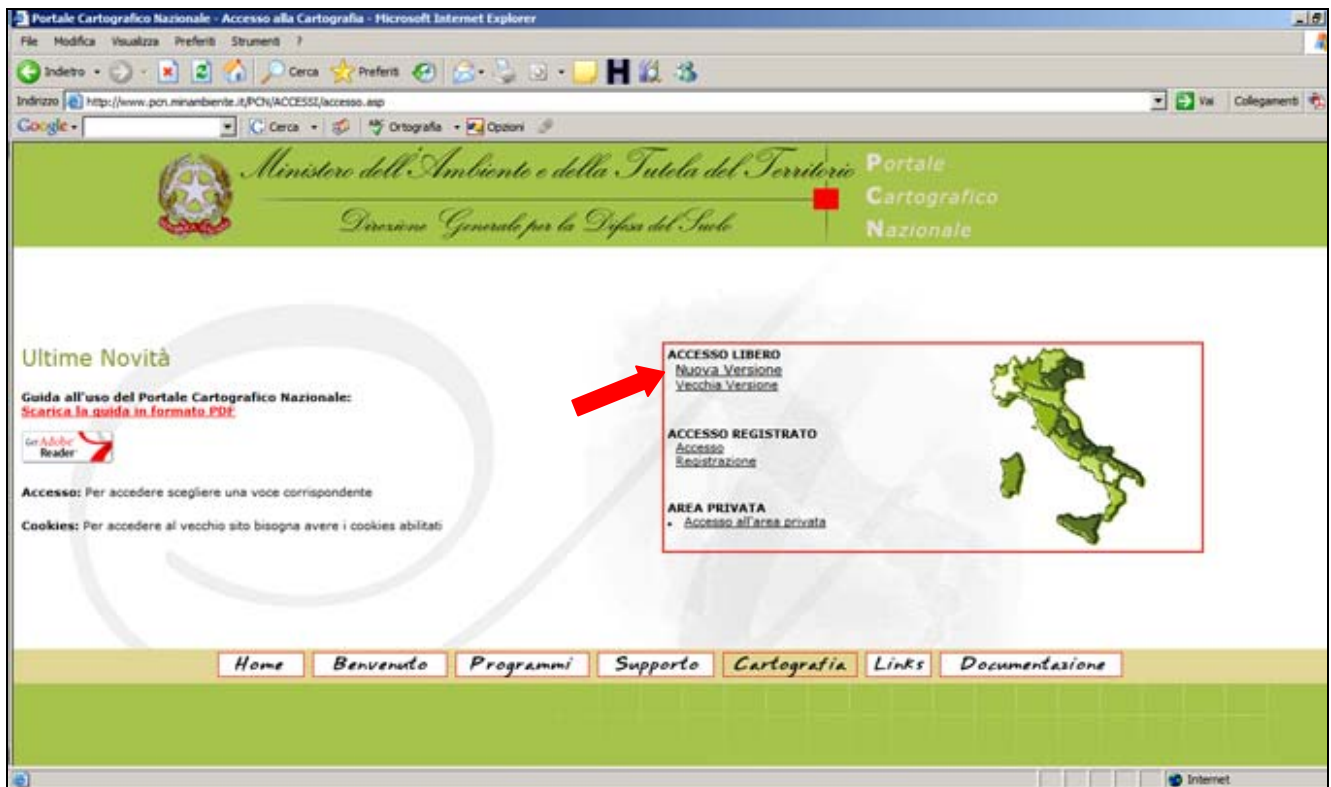 Portale Cartografico Nazionale - Accesso alla Cartografia - Microsoft Internet Explorer
File Modifica Visualizza Preferiti Strumenti ?
Indietro Cerca Preferiti
Indirizzo http://www.pcn.minambiente.it/PCN/ACCESSI/accesso.asp Vai Collegamenti
Google Cerca Ortografia Opzioni
Ministero dell'Ambiente e della Tutela del Territorio
Direzione Generale per la Difesa del Suolo
Portale
Cartografico
Nazionale
Ultime Novità
Guida all'uso del Portale Cartografico Nazionale:
Scarica la guida in formato PDF
Get Adobe
Reader
Accesso: Per accedere scegliere una voce corrispondente
Cookies: Per accedere al vecchio sito bisogna avere i cookies abilitati
ACCESSO LIBERO
Nuova Versione
Vecchia Versione
ACCESSO REGISTRATO
Accesso
Registrazione
AREA PRIVATA
• Accesso all'area privata
Home Benvenuto Programmi Supporto Cartografia Links Documentazione
Internet